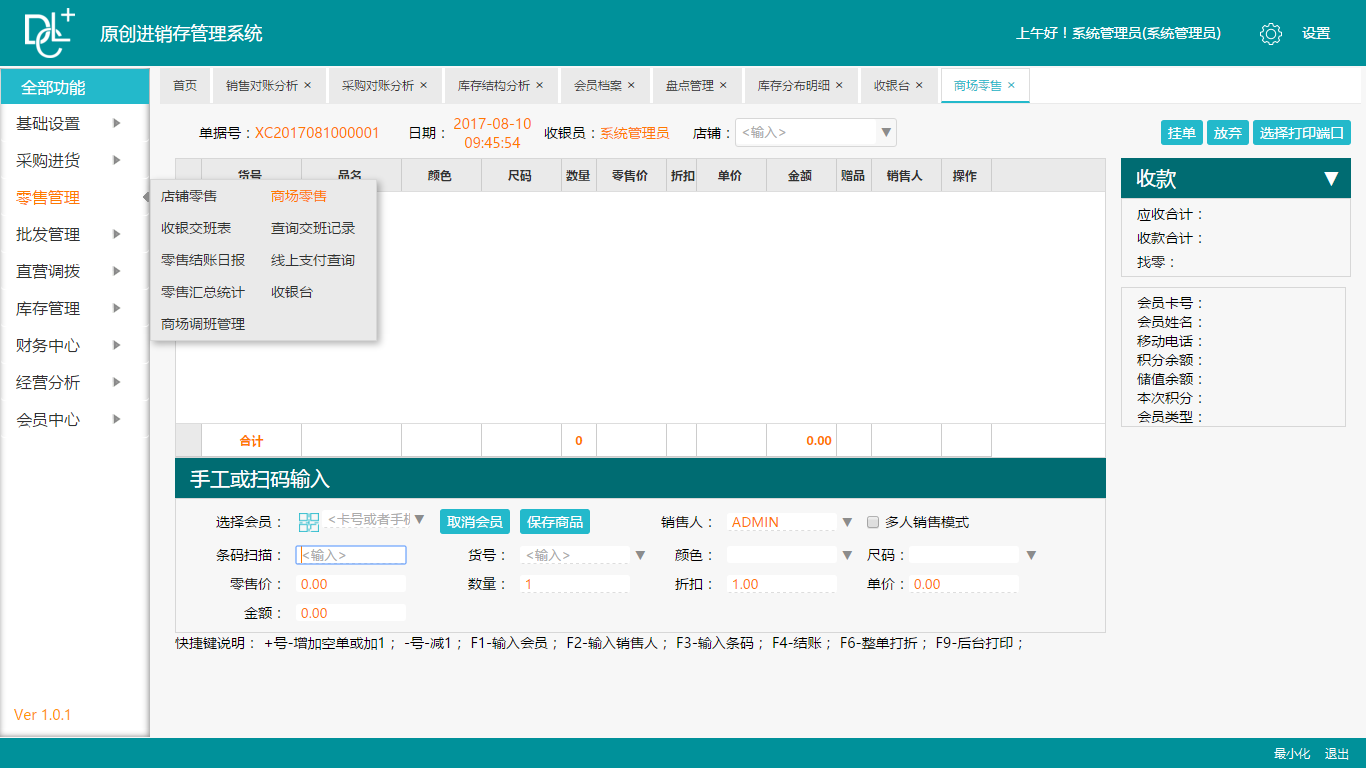 DLC+
原创进销存管理系统
上午好！系统管理员(系统管理员)
设置
全部功能
首页
销售对账分析 ×
采购对账分析 ×
库存结构分析 ×
会员档案 ×
盘点管理 ×
库存分布明细 ×
收银台 ×
商场零售 ×
基础设置
采购进货
零售管理
批发管理
直营调拨
库存管理
财务中心
经营分析
会员中心
Ver 1.0.1
单据号：XC2017081000001
日期：2017-08-10
09:45:54
收银员：系统管理员
店铺：<输入>
挂单
放弃
选择打印端口
货号 品名 颜色 尺码 数量 零售价 折扣 单价 金额 赠品 销售人 操作
店铺零售 商场零售
收银交班表 查询交班记录
零售结账日报 线上支付查询
零售汇总统计 收银台
商场调班管理
合计 0 0.00
收款
应收合计：
收款合计：
找零：
会员卡号：
会员姓名：
移动电话：
积分余额：
储值余额：
本次积分：
会员类型：
手工或扫码输入
选择会员： <卡号或者手 取消会员 保存商品 销售人： ADMIN 多人销售模式
条码扫描： <输入> 货号： <输入> 颜色： 尺码：
零售价： 0.00 数量： 1 折扣： 1.00 单价： 0.00
金额： 0.00
快捷键说明： +号-增加空单或加1； -号-减1； F1-输入会员； F2-输入销售人； F3-输入条码； F4-结账； F6-整单打折； F9-后台打印；
最小化 退出